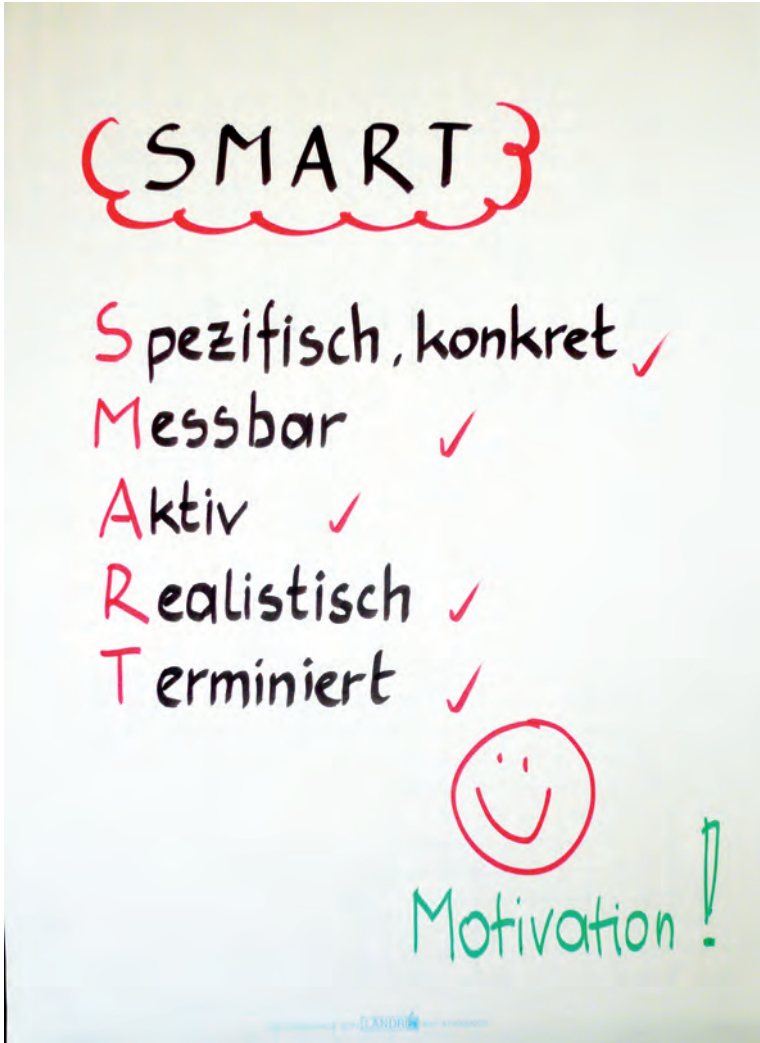 SMART
Spezifisch, konkret ✓
Messbar ✓
Aktiv ✓
Realistisch ✓
Terminiert ✓
Motivation!